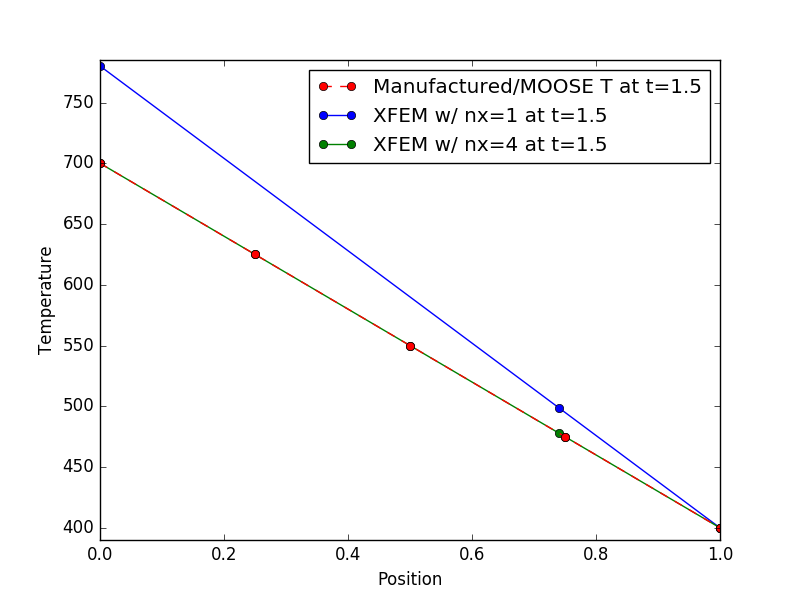 Manufactured/MOOSE T at t=1.5
XFEM w/ nx=1 at t=1.5
XFEM w/ nx=4 at t=1.5
750
700
650
600
550
500
450
400
Temperature
0.0 0.2 0.4 0.6 0.8 1.0
Position